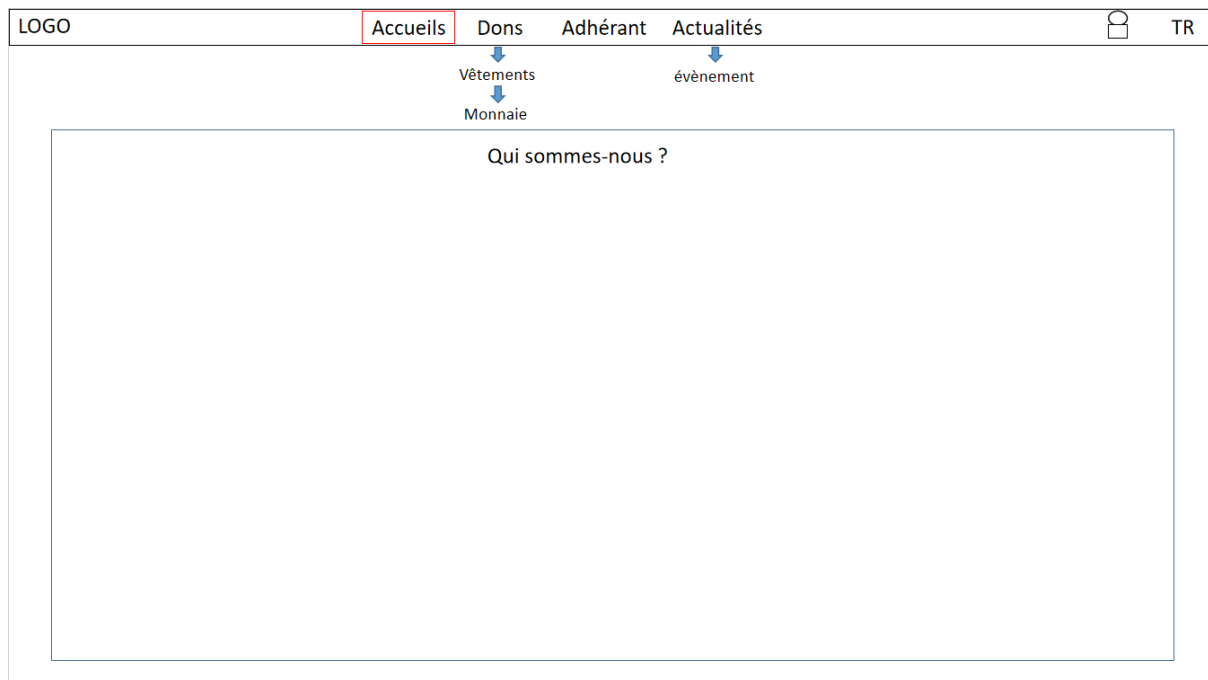 LOGO Accueils Dons Adhérant Actualités TR
Vêtements évènement
Monnaie
Qui sommes-nous ?